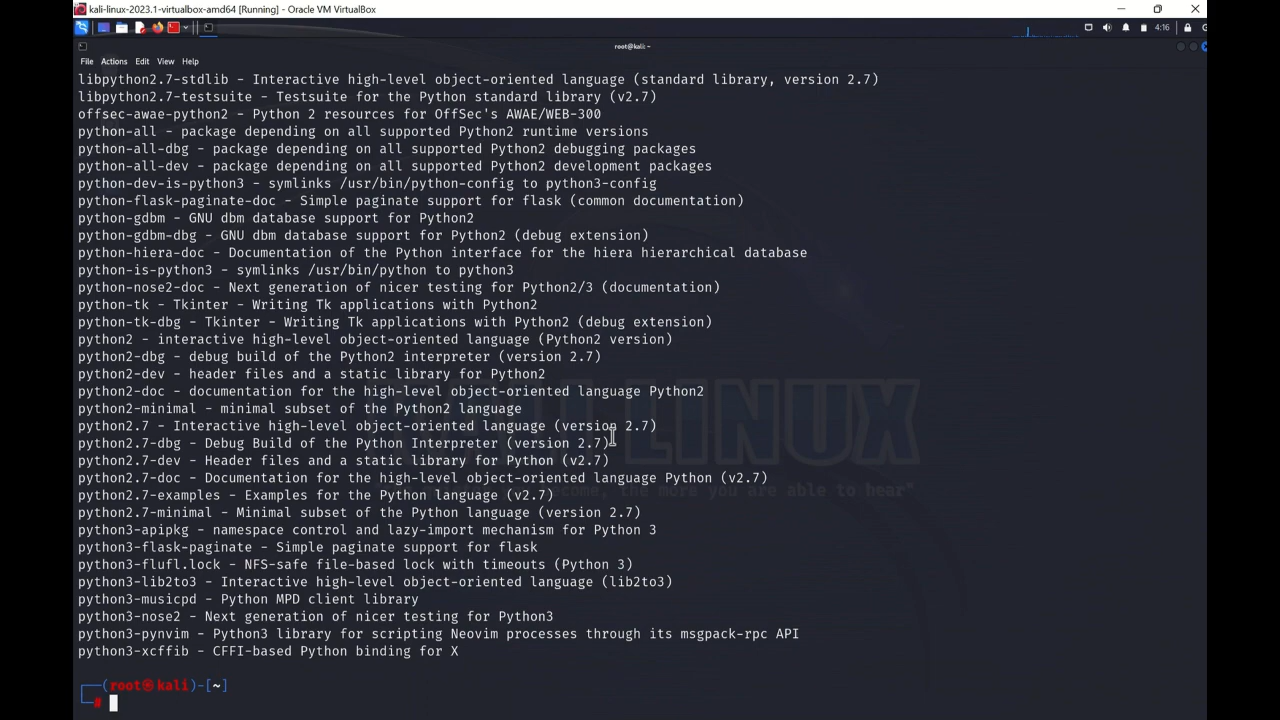 kali-linux-2023.1-virtualbox-amd64 [Running] - Oracle VM VirtualBox
4:16
root@kali: ~
File Actions Edit View Help
libpython2.7-stdlib - Interactive high-level object-oriented language (standard library, version 2.7)
libpython2.7-testsuite - Testsuite for the Python standard library (v2.7)
offsec-awae-python2 - Python 2 resources for OffSec's AWAE/WEB-300
python-all - package depending on all supported Python2 runtime versions
python-all-dbg - package depending on all supported Python2 debugging packages
python-all-dev - package depending on all supported Python2 development packages
python-dev-is-python3 - symlinks /usr/bin/python-config to python3-config
python-flask-paginate-doc - Simple paginate support for flask (common documentation)
python-gdbm - GNU dbm database support for Python2
python-gdbm-dbg - GNU dbm database support for Python2 (debug extension)
python-hiera-doc - Documentation of the Python interface for the hiera hierarchical database
python-is-python3 - symlinks /usr/bin/python to python3
python-nose2-doc - Next generation of nicer testing for Python2/3 (documentation)
python-tk - Tkinter - Writing Tk applications with Python2
python-tk-dbg - Tkinter - Writing Tk applications with Python2 (debug extension)
python2 - interactive high-level object-oriented language (Python2 version)
python2-dbg - debug build of the Python2 interpreter (version 2.7)
python2-dev - header files and a static library for Python2
python2-doc - documentation for the high-level object-oriented language Python2
python2-minimal - minimal subset of the Python2 language
python2.7 - Interactive high-level object-oriented language (version 2.7)
python2.7-dbg - Debug Build of the Python Interpreter (version 2.7)
python2.7-dev - Header files and a static library for Python (v2.7)
python2.7-doc - Documentation for the high-level object-oriented language Python (v2.7)
python2.7-examples - Examples for the Python language (v2.7)
python2.7-minimal - Minimal subset of the Python language (version 2.7)
python3-apipkg - namespace control and lazy-import mechanism for Python 3
python3-flask-paginate - Simple paginate support for flask
python3-flufl.lock - NFS-safe file-based lock with timeouts (Python 3)
python3-lib2to3 - Interactive high-level object-oriented language (lib2to3)
python3-musicpd - Python MPD client library
python3-nose2 - Next generation of nicer testing for Python3
python3-pynvim - Python3 library for scripting Neovim processes through its msgpack-rpc API
python3-xcffib - CFFI-based Python binding for X
┌──(root㉿kali)-[~]
└─#
LINUX
become, the more you are able to hear"